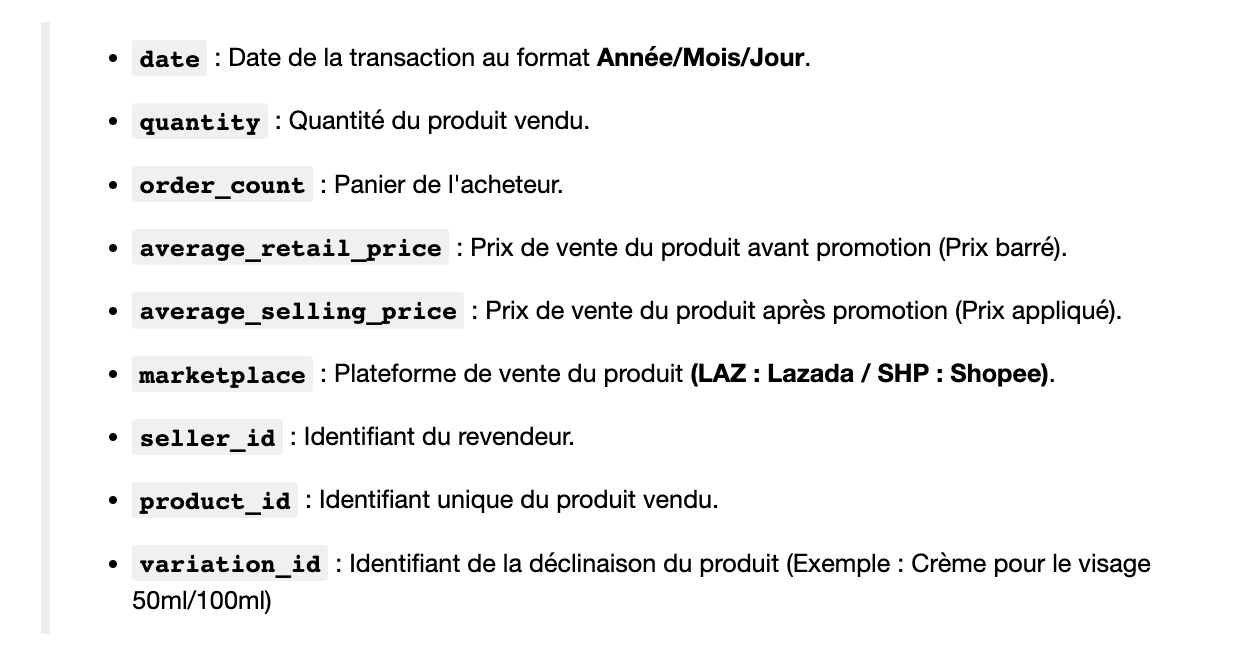 • date : Date de la transaction au format Année/Mois/Jour.
• quantity : Quantité du produit vendu.
• order_count : Panier de l'acheteur.
• average_retail_price : Prix de vente du produit avant promotion (Prix barré).
• average_selling_price : Prix de vente du produit après promotion (Prix appliqué).
• marketplace : Plateforme de vente du produit (LAZ : Lazada / SHP : Shopee).
• seller_id : Identifiant du revendeur.
• product_id : Identifiant unique du produit vendu.
• variation_id : Identifiant de la déclinaison du produit (Exemple : Crème pour le visage
50ml/100ml)